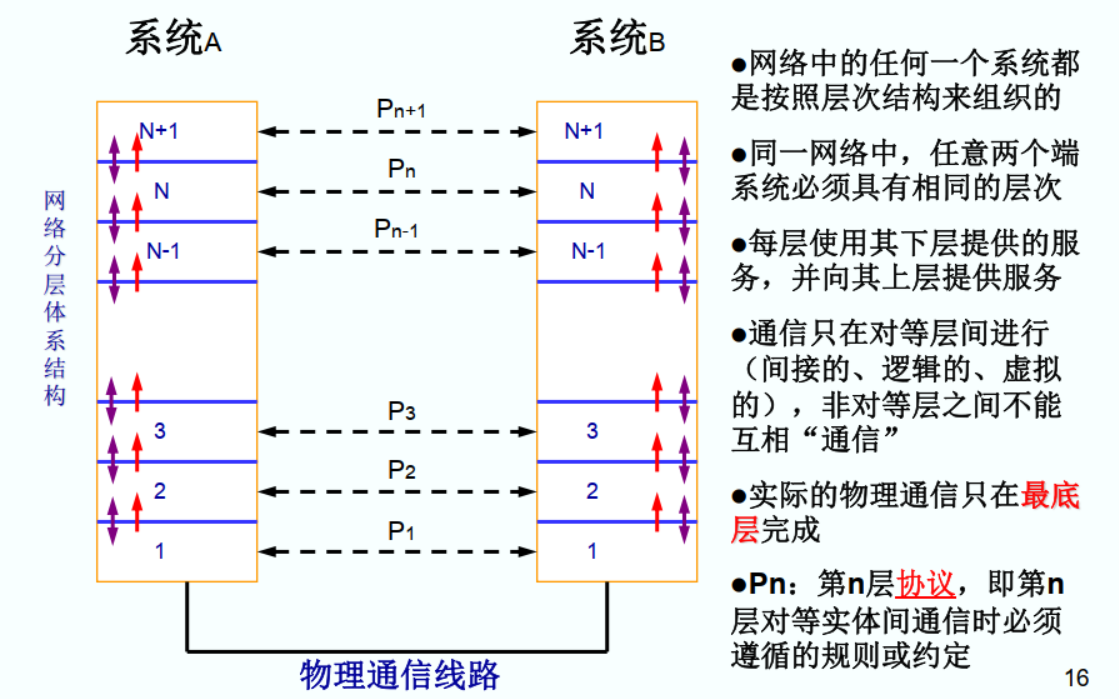 系统A
系统B
Pn+1
N+1
N+1
Pn
N
N
Pn-1
N-1
N-1
P3
3
3
P2
2
2
P1
1
1
网络分层体系结构
物理通信线路
●网络中的任何一个系统都
是按照层次结构来组织的
●同一网络中，任意两个端
系统必须具有相同的层次
●每层使用其下层提供的服
务，并向其上层提供服务
●通信只在对等层间进行
（间接的、逻辑的、虚拟
的），非对等层之间不能
互相“通信”
●实际的物理通信只在最底
层完成
●Pn：第n层协议，即第n
层对等实体间通信时必须
遵循的规则或约定
16